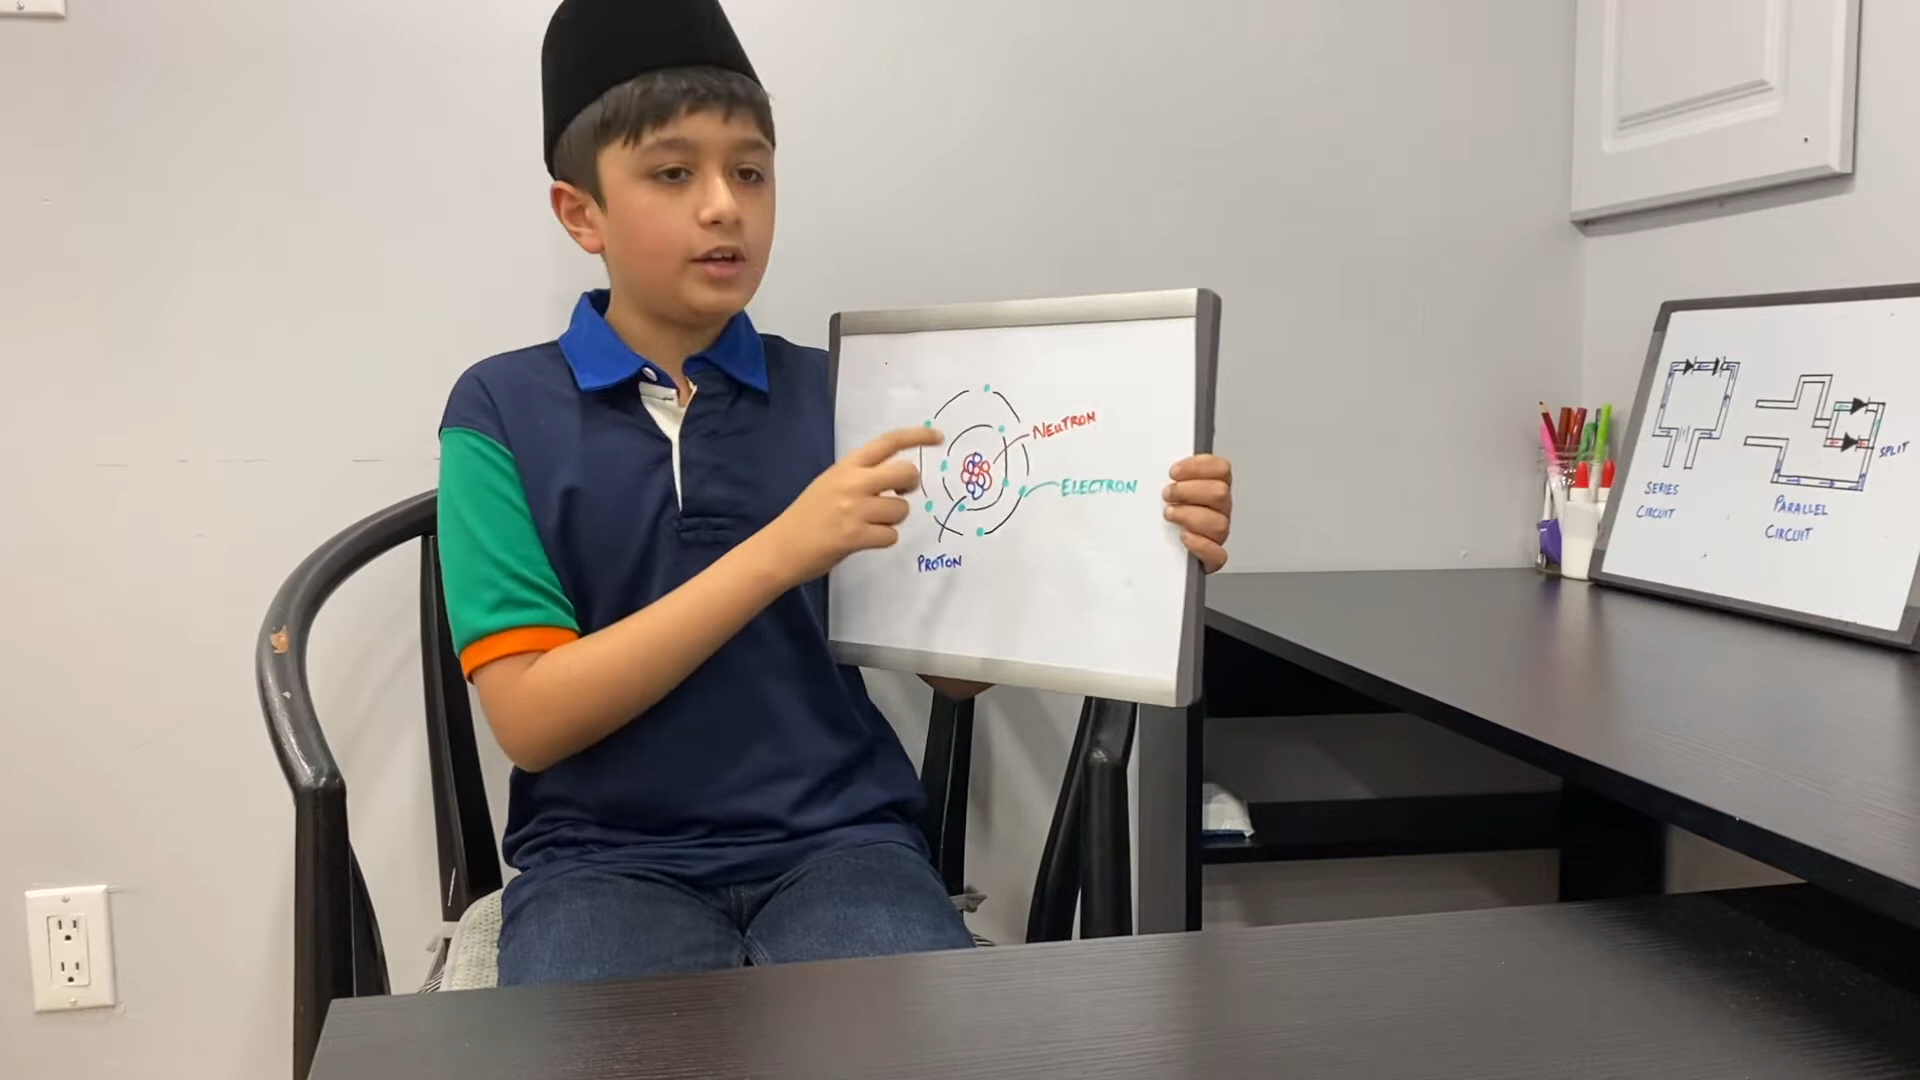 NEUTRON
ELECTRON
PROTON
SERIES
CIRCUIT
SPLIT
PARALLEL
CIRCUIT